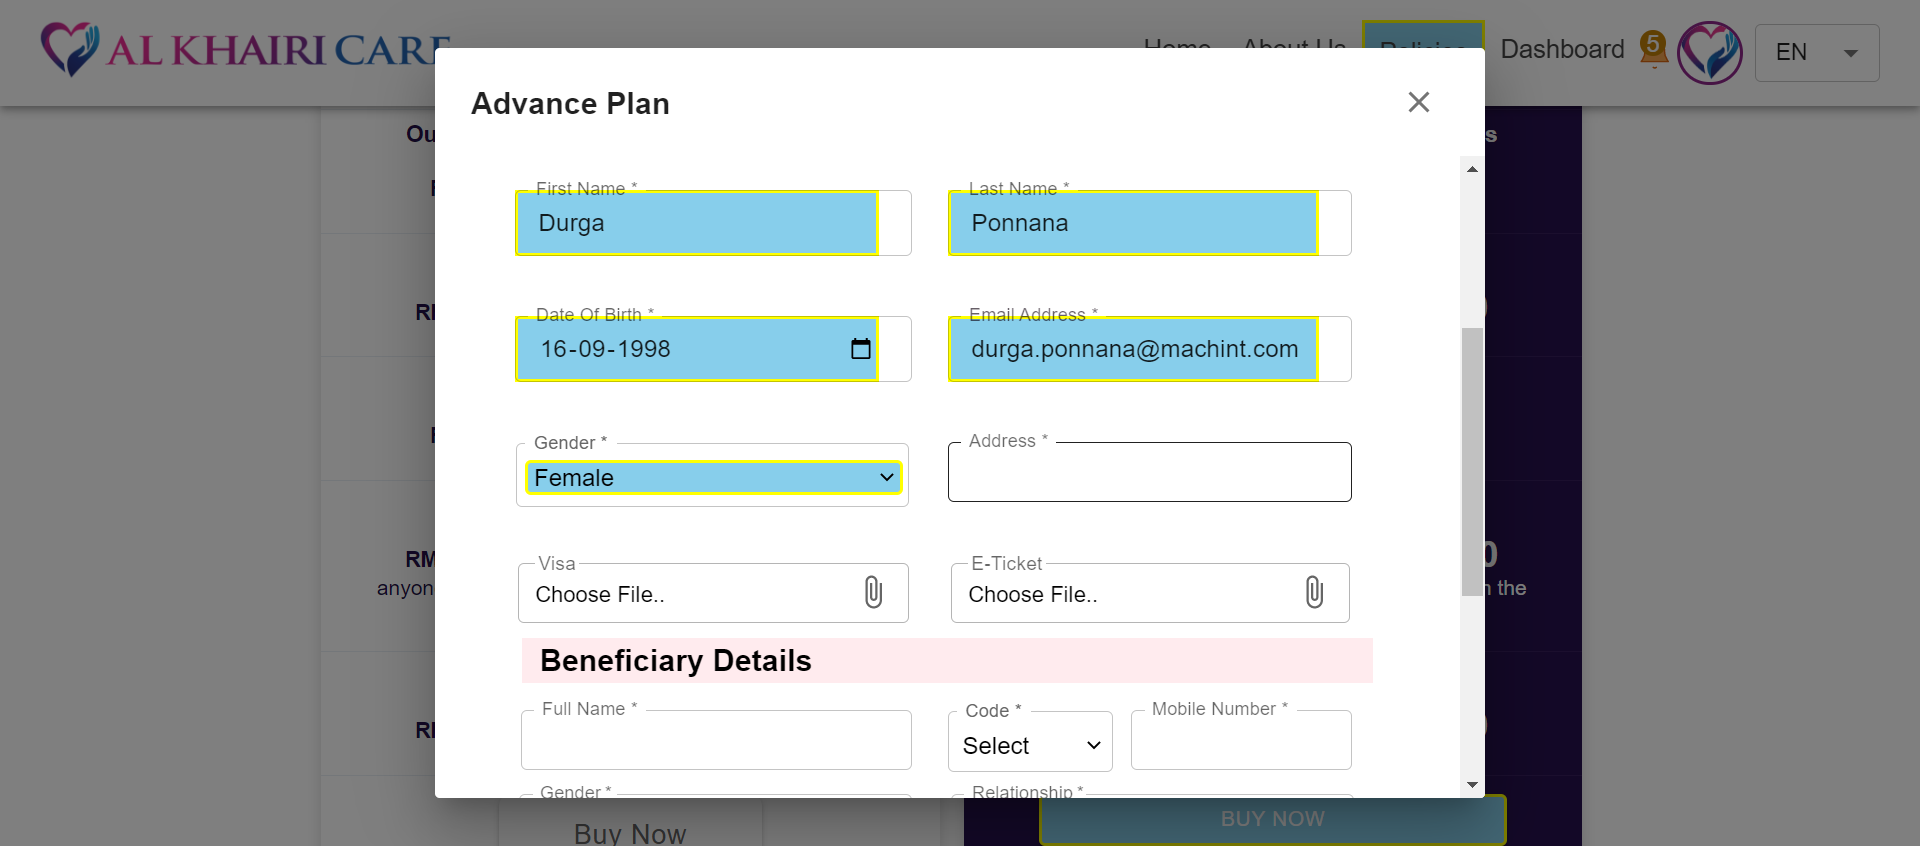 AL KHAIRI CARE
Home About Us Policies Dashboard 5 EN
Advance Plan
First Name *
Durga
Last Name *
Ponnana
Date Of Birth *
16-09-1998
Email Address *
durga.ponnana@machint.com
Gender *
Female
Address *
Visa
Choose File..
E-Ticket
Choose File..
Beneficiary Details
Full Name *
Code *
Select
Mobile Number *
Gender *
Relationship *
Ou
RM
anyon
the
Buy Now
BUY NOW